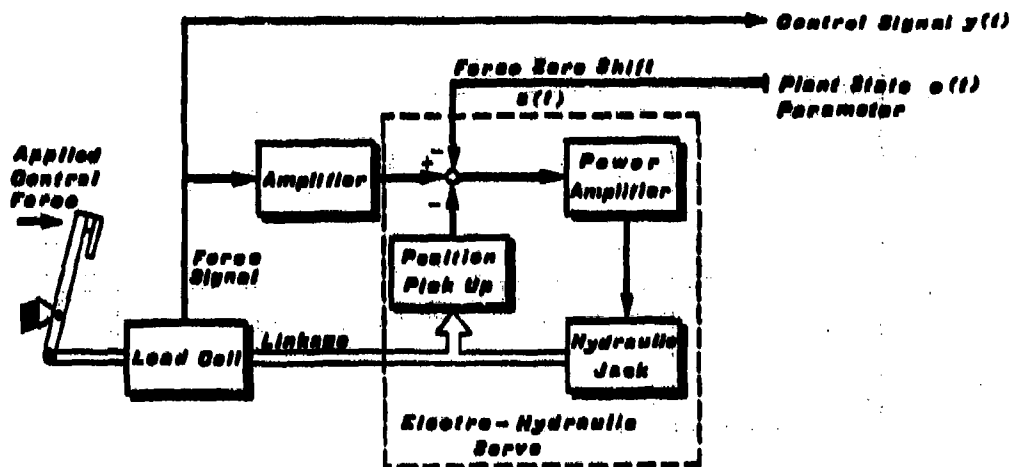 Control Signal y(t)
Force Zero Shift
Plant State
Parameter
Applied
Control
Force
Amplifier
+
-
-
Power
Amplifier
Force
Signal
Position
Pick Up
Load Cell
Linkage
Hydraulic
Jack
Electro - Hydraulic
Servo